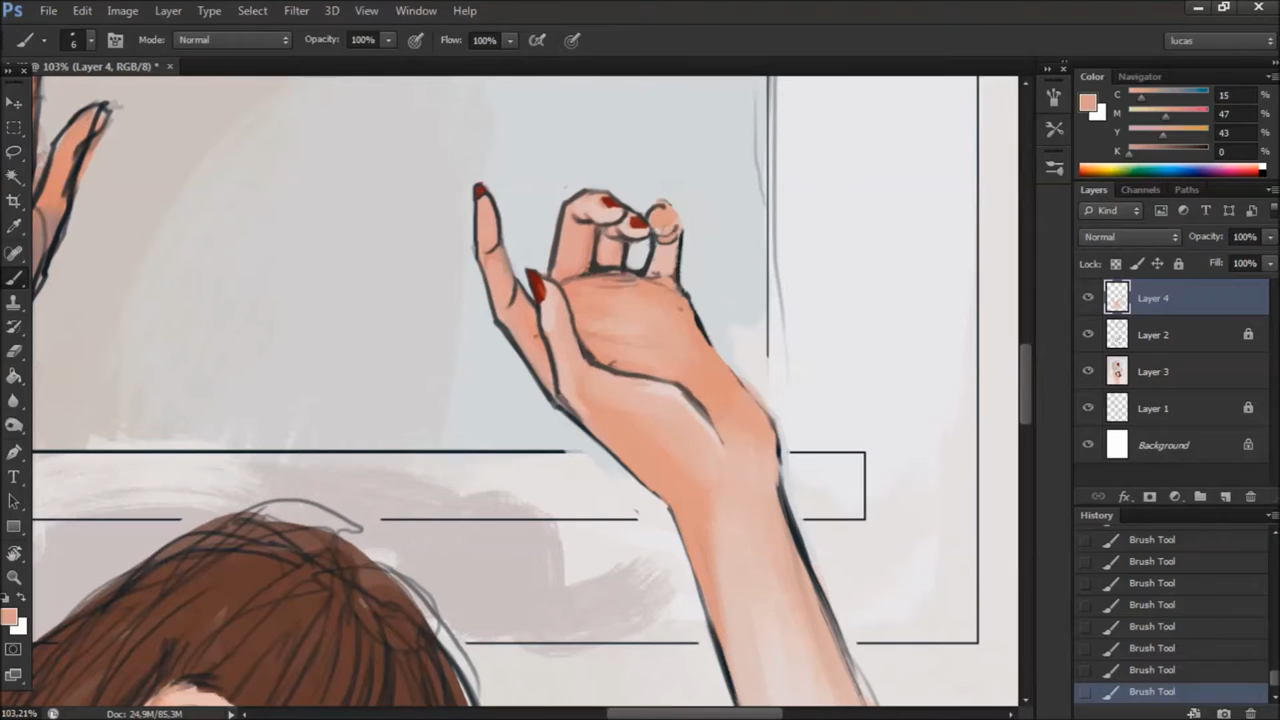 Ps File Edit Image Layer Type Select Filter 3D View Window Help
6 Mode: Normal Opacity: 100% Flow: 100% lucas
@ 103% (Layer 4, RGB/8) * ×
Color Navigator
C 15 %
M 47 %
Y 43 %
K 0 %
Layers Channels Paths
Kind
Normal Opacity: 100%
Lock: Fill: 100%
Layer 4
Layer 2
Layer 3
Layer 1
Background
fx
History
Brush Tool
Brush Tool
Brush Tool
Brush Tool
Brush Tool
Brush Tool
Brush Tool
Brush Tool
103,21% Doc: 24,9M/85,3M